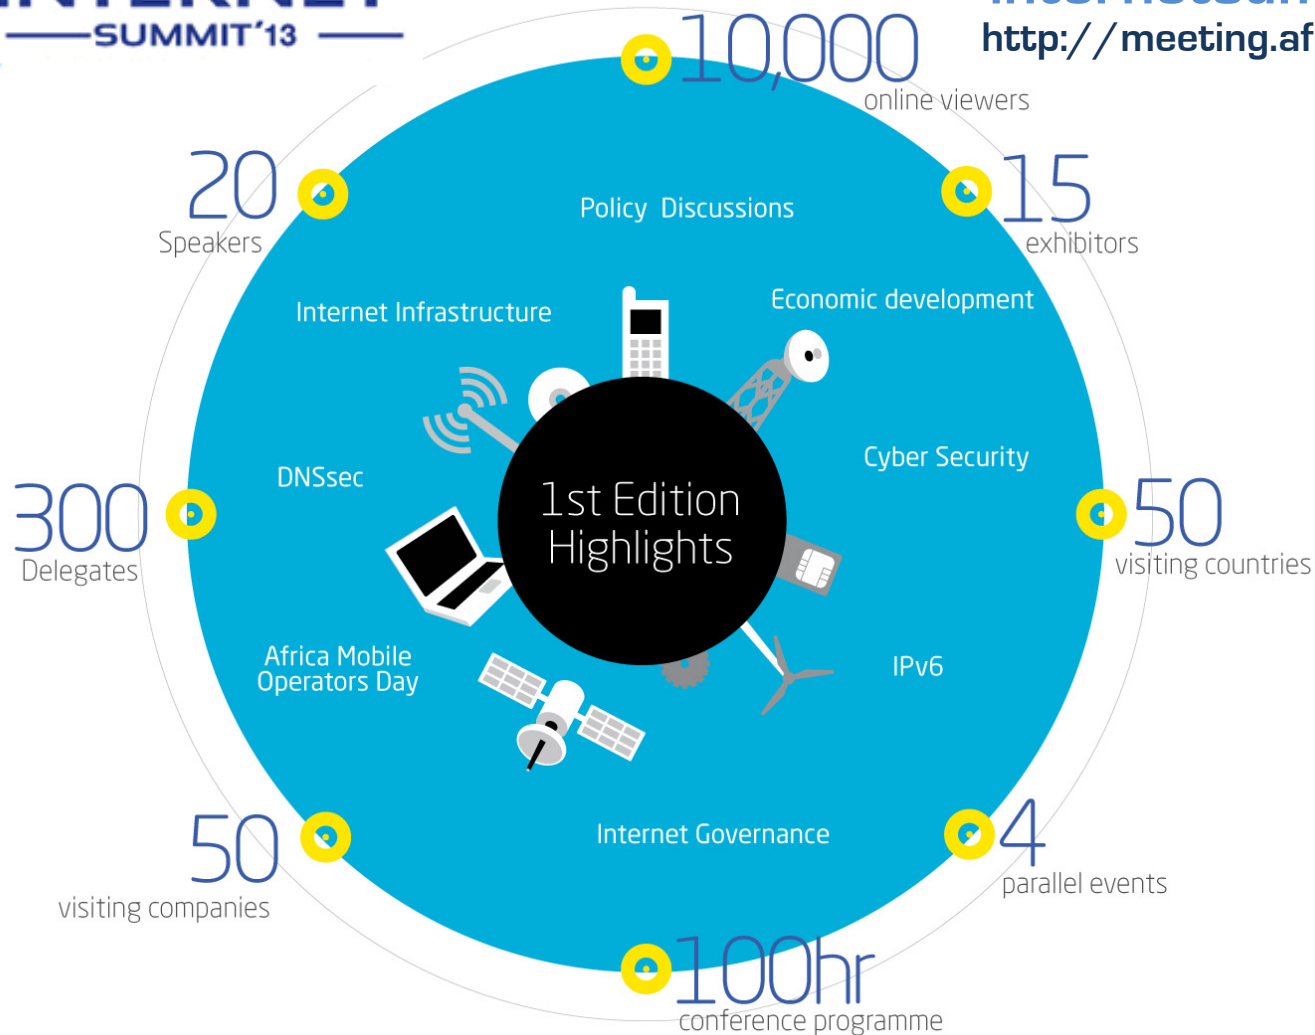 SUMMIT'13
http://meeting.af
10,000
online viewers
20
Speakers
15
exhibitors
Policy Discussions
Internet Infrastructure
Economic development
DNSsec
Cyber Security
1st Edition
Highlights
300
Delegates
50
visiting countries
Africa Mobile
Operators Day
IPv6
Internet Governance
50
visiting companies
4
parallel events
100hr
conference programme